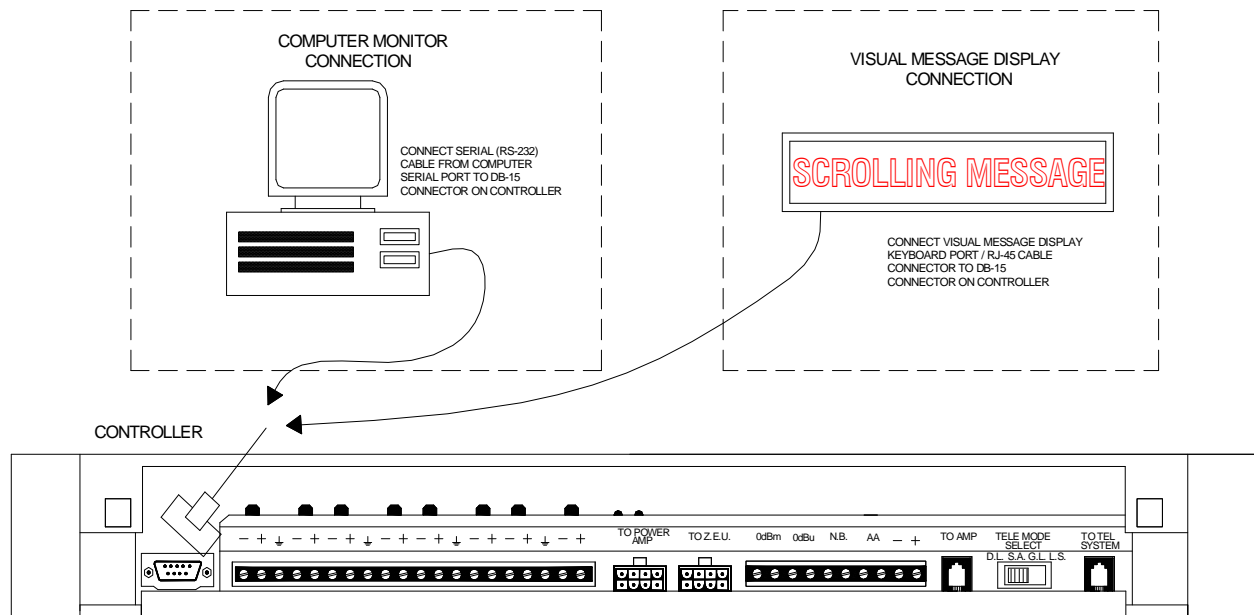 COMPUTER MONITOR
CONNECTION
CONNECT SERIAL (RS-232)
CABLE FROM COMPUTER
SERIAL PORT TO DB-15
CONNECTOR ON CONTROLLER
VISUAL MESSAGE DISPLAY
CONNECTION
SCROLLING MESSAGE
CONNECT VISUAL MESSAGE DISPLAY
KEYBOARD PORT / RJ-45 CABLE
CONNECTOR TO DB-15
CONNECTOR ON CONTROLLER
CONTROLLER
− + ⏚ − + − + ⏚ − + − + ⏚ − + − + ⏚ − +
TO POWER
AMP
TO Z.E.U.
0dBm 0dBu N.B. AA − +
TO AMP
TELE MODE
SELECT
D.L. S.A. G.L. L.S.
TO TEL
SYSTEM